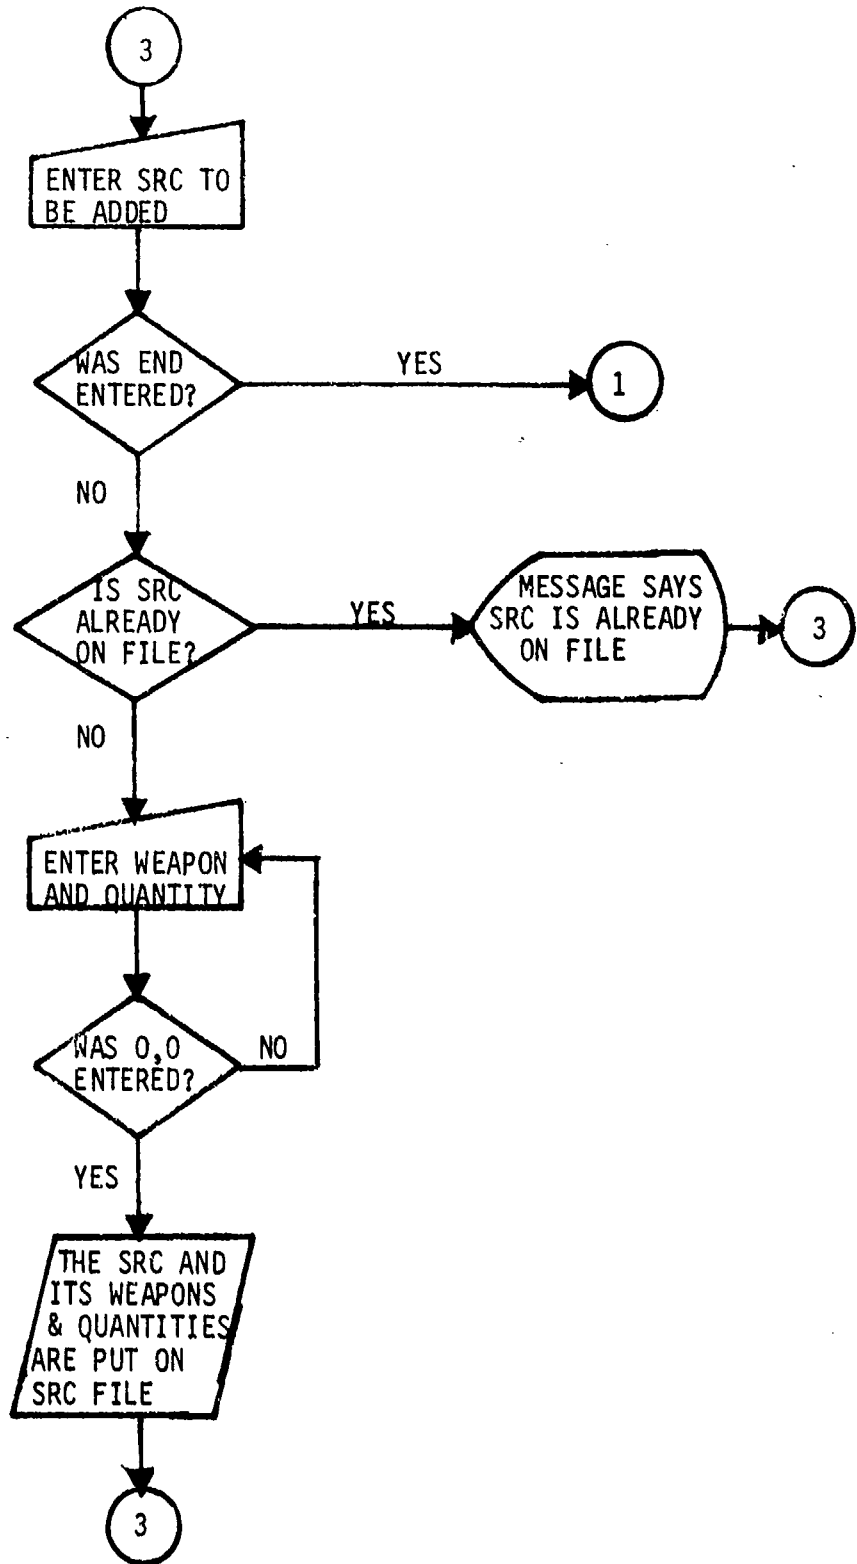 3
ENTER SRC TO
BE ADDED
WAS END
ENTERED?
YES
1
NO
IS SRC
ALREADY
ON FILE?
YES
MESSAGE SAYS
SRC IS ALREADY
ON FILE
3
NO
ENTER WEAPON
AND QUANTITY
WAS 0,0
ENTERED?
NO
YES
THE SRC AND
ITS WEAPONS
& QUANTITIES
ARE PUT ON
SRC FILE
3